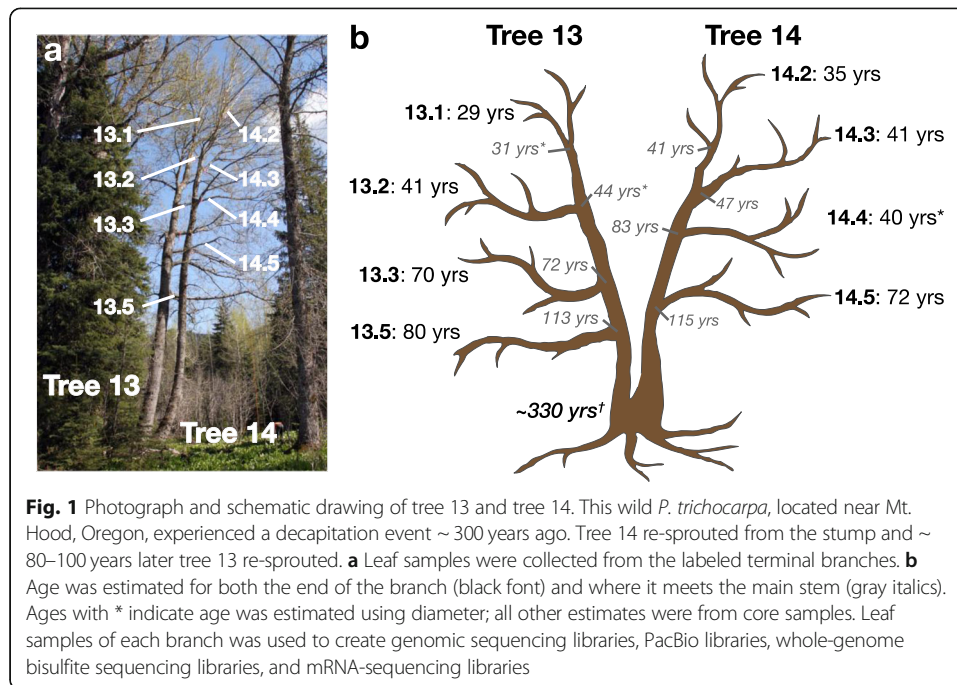 a
13.1
14.2
13.2
14.3
13.3
14.4
14.5
13.5
Tree 13
Tree 14
b
Tree 13
Tree 14
14.2: 35 yrs
13.1: 29 yrs
14.3: 41 yrs
31 yrs*
41 yrs
13.2: 41 yrs
44 yrs*
47 yrs
14.4: 40 yrs*
83 yrs
13.3: 70 yrs
72 yrs
14.5: 72 yrs
113 yrs
115 yrs
13.5: 80 yrs
~330 yrs†
Fig. 1 Photograph and schematic drawing of tree 13 and tree 14. This wild P. trichocarpa, located near Mt.
Hood, Oregon, experienced a decapitation event ~ 300 years ago. Tree 14 re-sprouted from the stump and ~
80–100 years later tree 13 re-sprouted. a Leaf samples were collected from the labeled terminal branches. b
Age was estimated for both the end of the branch (black font) and where it meets the main stem (gray italics).
Ages with * indicate age was estimated using diameter; all other estimates were from core samples. Leaf
samples of each branch was used to create genomic sequencing libraries, PacBio libraries, whole-genome
bisulfite sequencing libraries, and mRNA-sequencing libraries